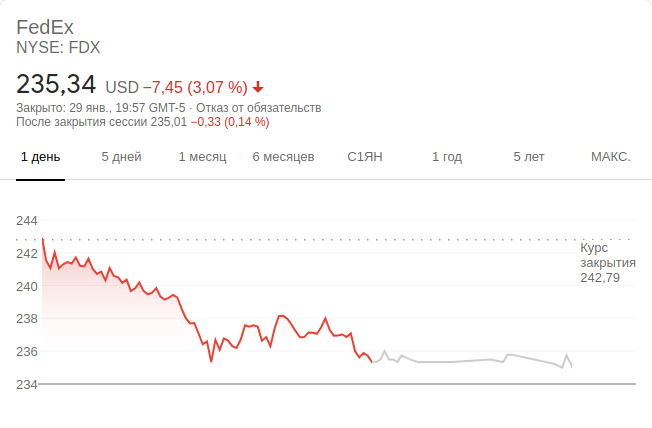 FedEx
NYSE: FDX
235,34 USD −7,45 (3,07 %)
Закрыто: 29 янв., 19:57 GMT-5 · Отказ от обязательств
После закрытия сессии 235,01 −0,33 (0,14 %)
1 день 5 дней 1 месяц 6 месяцев С1ЯН 1 год 5 лет МАКС.
244
242
240
238
236
234
Курс
закрытия
242,79